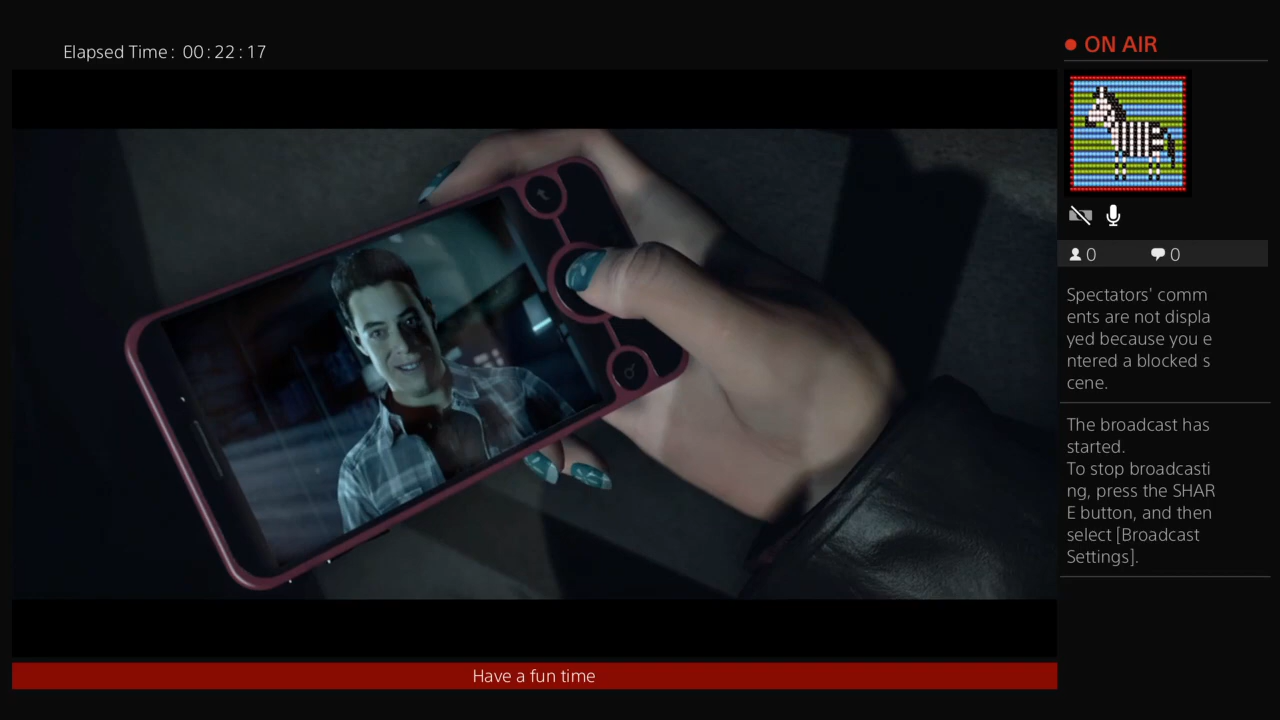 Elapsed Time: 00:22:17
ON AIR
0
0
Spectators' comm
ents are not displa
yed because you e
ntered a blocked s
cene.
The broadcast has
started.
To stop broadcasti
ng, press the SHAR
E button, and then
select [Broadcast
Settings].
Have a fun time